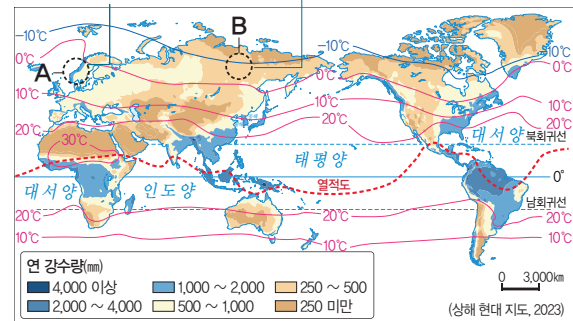 B
-10℃
-10℃
-10℃
0℃
0℃
0℃
A
10℃
10℃
10℃
20℃
20℃
20℃
20℃
대서양
북회귀선
30℃
태평양
열적도
대서양
인도양
0°
남회귀선
20℃
20℃
20℃
10℃
10℃
10℃
연 강수량(㎜)
4,000 이상
1,000 ~ 2,000
250 ~ 500
2,000 ~ 4,000
500 ~ 1,000
250 미만
0 3,000㎞
(상해 현대 지도, 2023)